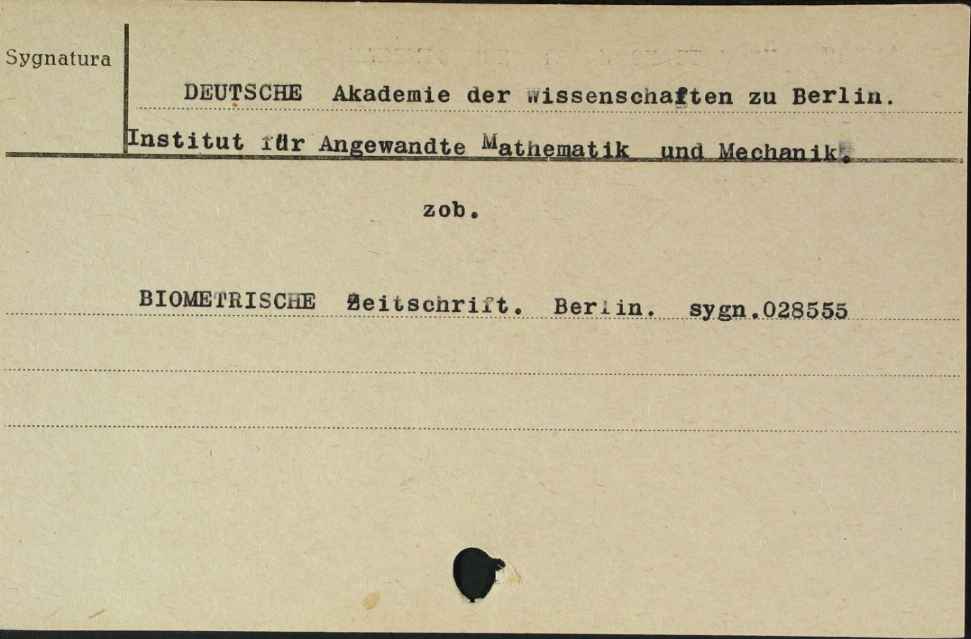 Sygnatura
DEUTSCHE Akademie der Wissenschaften zu Berlin.
Institut für Angewandte Mathematik und Mechanik.
zob.
BIOMETRISCHE Zeitschrift. Berlin. sygn.028555